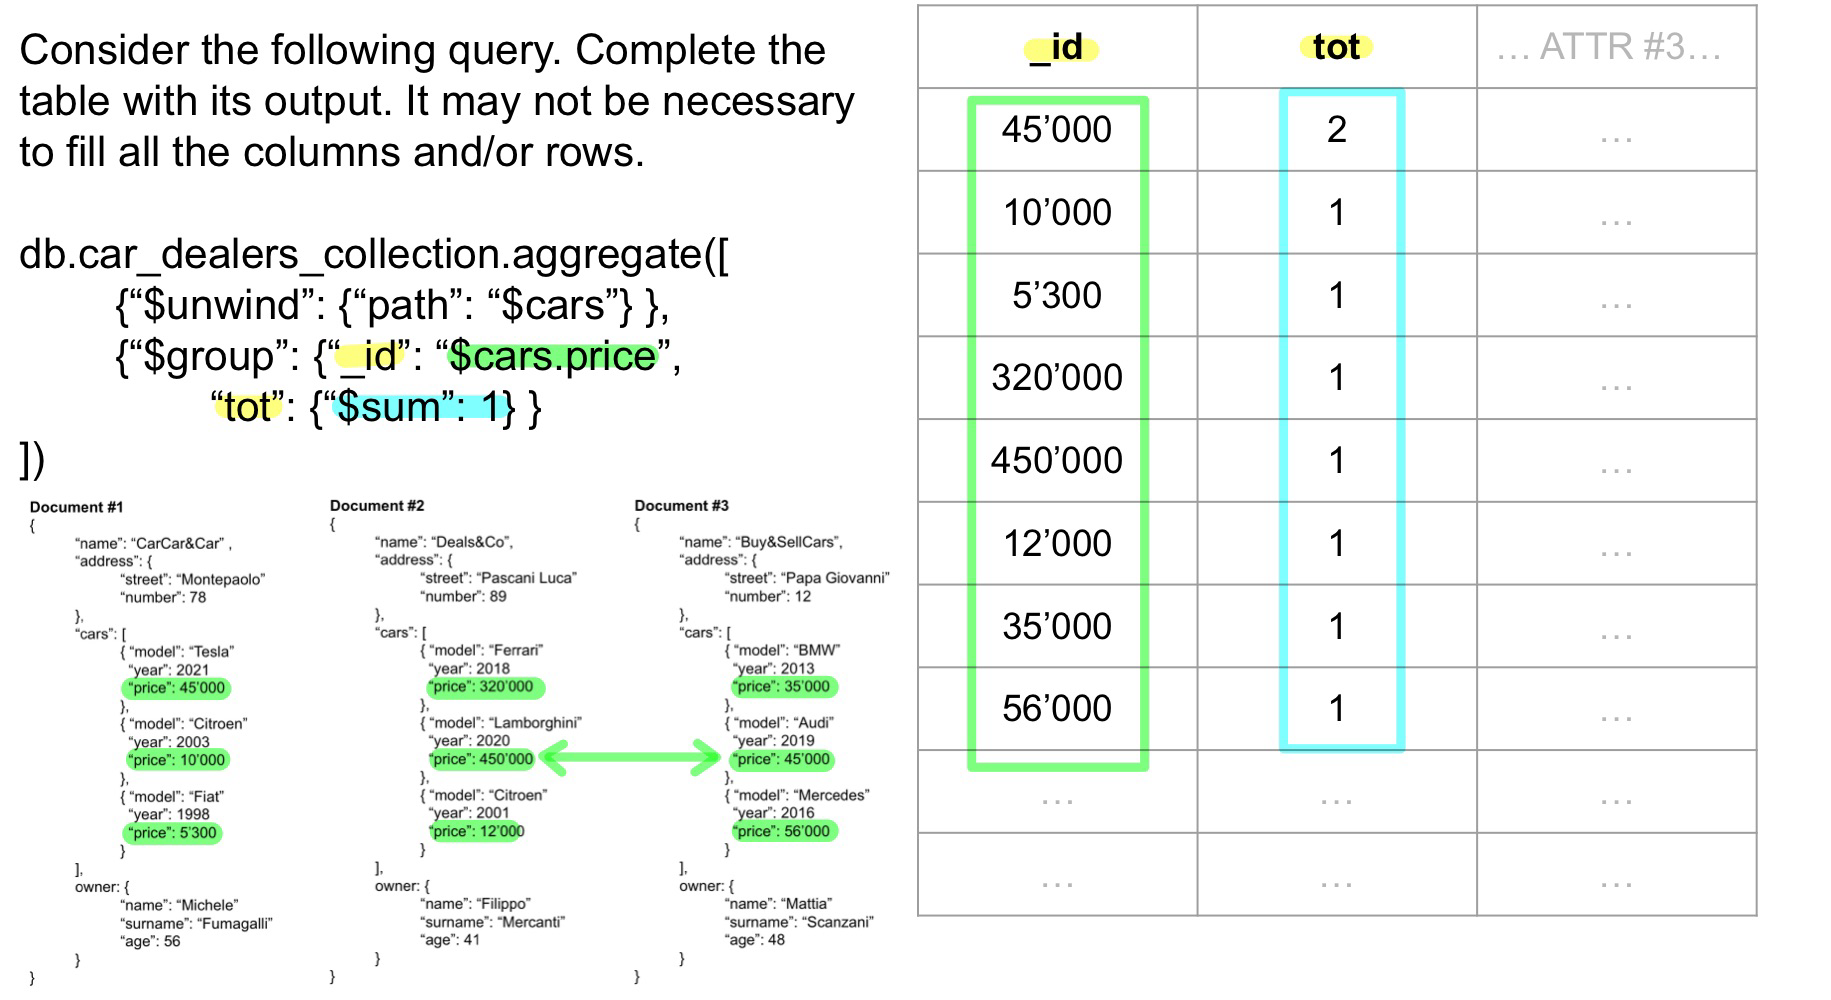 Consider the following query. Complete the
table with its output. It may not be necessary
to fill all the columns and/or rows.
db.car_dealers_collection.aggregate([
{“$unwind”: {“path”: “$cars”} },
{“$group”: {“_id”: “$cars.price”,
“tot”: {“$sum”: 1} }
])
Document #1
{
“name”: “CarCar&Car” ,
“address”: {
“street”: “Montepaolo”
“number”: 78
},
“cars”: [
{ “model”: “Tesla”
“year”: 2021
“price”: 45’000
},
{ “model”: “Citroen”
“year”: 2003
“price”: 10’000
},
{ “model”: “Fiat”
“year”: 1998
“price”: 5’300
}
],
owner: {
“name”: “Michele”
“surname”: “Fumagalli”
“age”: 56
}
}
Document #2
{
“name”: “Deals&Co”,
“address”: {
“street”: “Pascani Luca”
“number”: 89
},
“cars”: [
{ “model”: “Ferrari”
“year”: 2018
“price”: 320’000
},
{ “model”: “Lamborghini”
“year”: 2020
“price”: 450’000
},
{ “model”: “Citroen”
“year”: 2001
“price”: 12’000
}
],
owner: {
“name”: “Filippo”
“surname”: “Mercanti”
“age”: 41
}
}
Document #3
{
“name”: “Buy&SellCars”,
“address”: {
“street”: “Papa Giovanni”
“number”: 12
},
“cars”: [
{ “model”: “BMW”
“year”: 2013
“price”: 35’000
},
{ “model”: “Audi”
“year”: 2019
“price”: 45’000
},
{ “model”: “Mercedes”
“year”: 2016
“price”: 56’000
}
],
owner: {
“name”: “Mattia”
“surname”: “Scanzani”
“age”: 48
}
}
_id tot … ATTR #3…
45’000 2 …
10’000 1 …
5’300 1 …
320’000 1 …
450’000 1 …
12’000 1 …
35’000 1 …
56’000 1 …
… … …
… … …